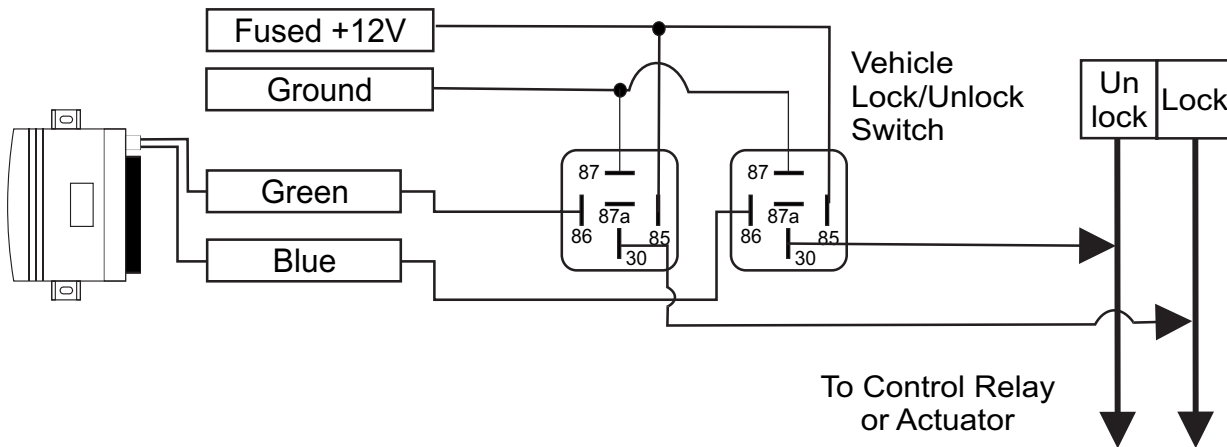 Fused +12V
Ground
Green
Blue
87
87a
86
85
30
87
87a
86
85
30
Vehicle
Lock/Unlock
Switch
Un
lock
Lock
To Control Relay
or Actuator